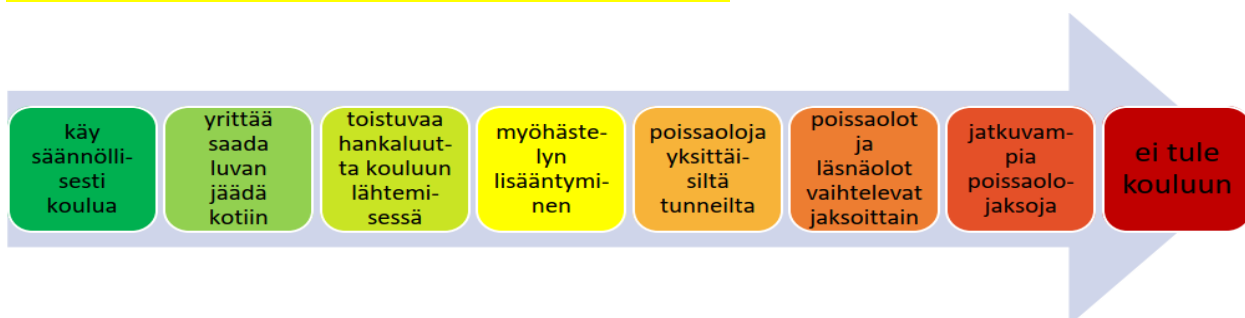 käy
säännölli-
sesti
koulua
yrittää
saada
luvan
jäädä
kotiin
toistuvaa
hankaluut-
ta kouluun
lähtemi-
sessä
myöhäste-
lyn
lisääntymi-
nen
poissaoloja
yksittäi-
siltä
tunneilta
poissaolot
ja
läsnäolot
vaihtelevat
jaksoittain
jatkuvam-
pia
poissaolo-
jaksoja
ei tule
kouluun